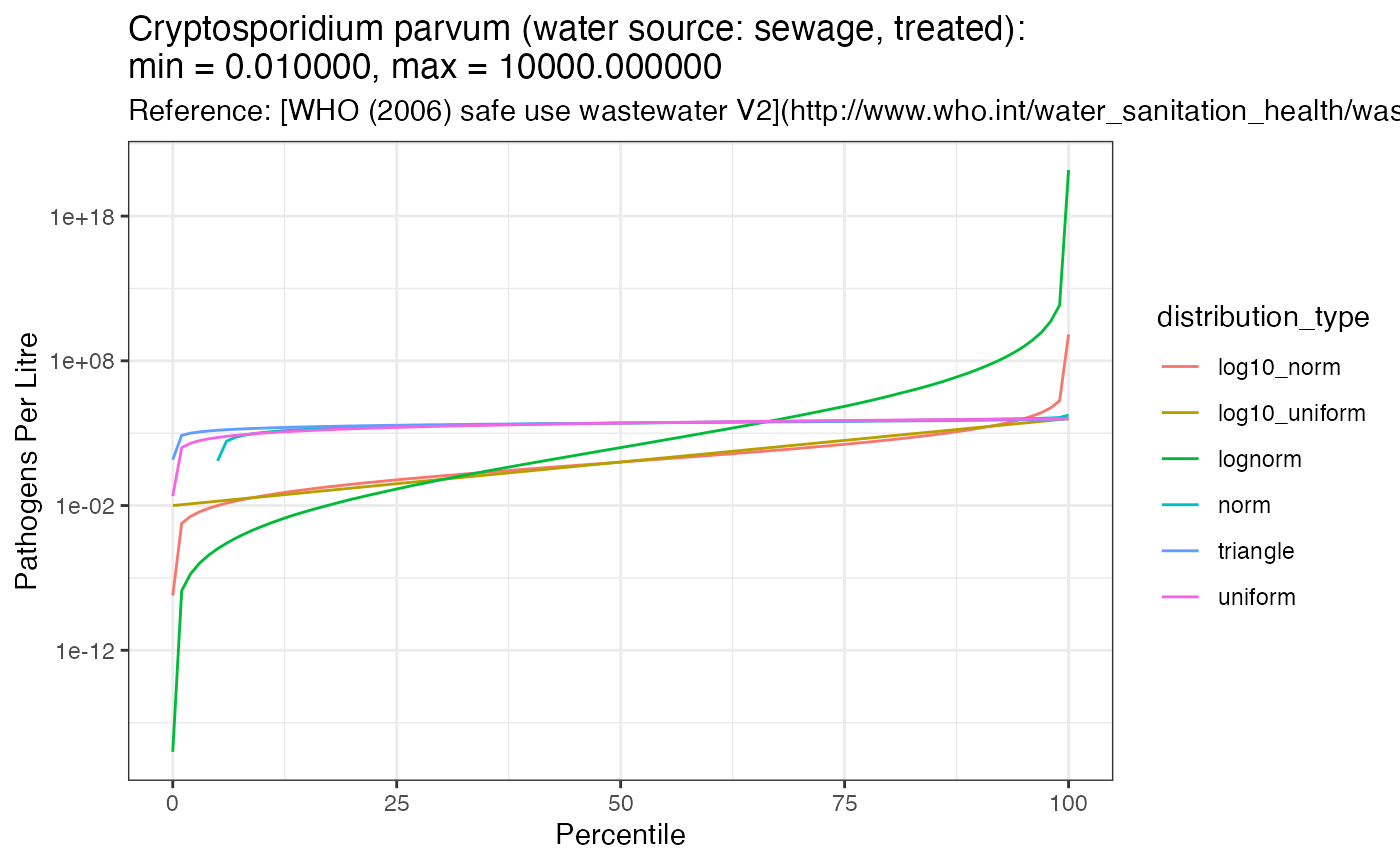 Cryptosporidium parvum (water source: sewage, treated):
min = 0.010000, max = 10000.000000
Reference: [WHO (2006) safe use wastewater V2](http://www.who.int/water_sanitation_health/was
1e+18
1e+08
1e-02
1e-12
Pathogens Per Litre
0 25 50 75 100
Percentile
distribution_type
log10_norm
log10_uniform
lognorm
norm
triangle
uniform